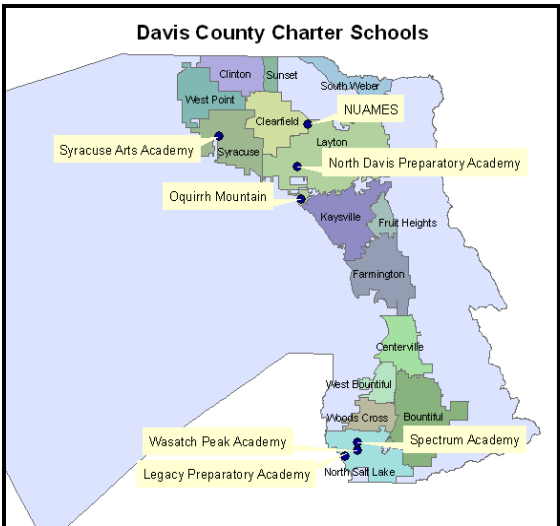 Davis County Charter Schools
Clinton
Sunset
South Weber
West Point
NUAMES
Clearfield
Layton
Syracuse Arts Academy
Syracuse
North Davis Preparatory Academy
Oquirrh Mountain
Kaysville
Fruit Heights
Farmington
Centerville
West Bountiful
Woods Cross
Bountiful
Wasatch Peak Academy
Spectrum Academy
Legacy Preparatory Academy
North Salt Lake